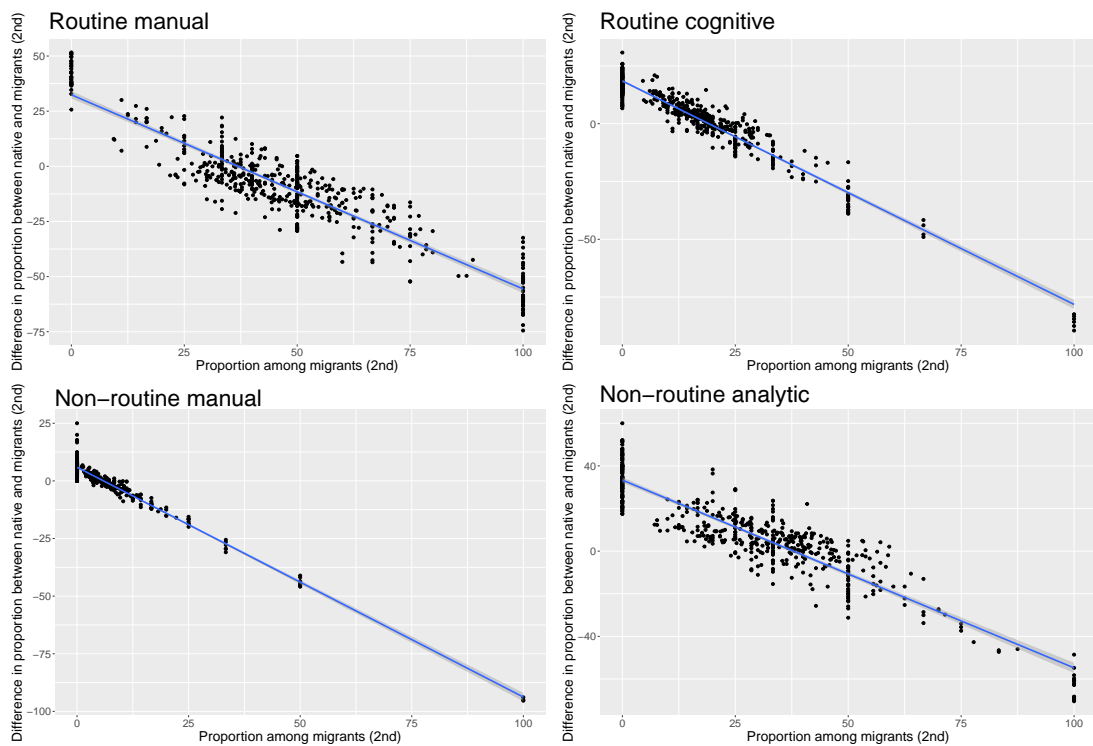 Routine manual
Difference in proportion between native and migrants (2nd)
50
25
0
−25
−50
−75
0 25 50 75 100
Proportion among migrants (2nd)
Routine cognitive
Difference in proportion between native and migrants (2nd)
0
−50
0 25 50 75 100
Proportion among migrants (2nd)
Non−routine manual
Difference in proportion between native and migrants (2nd)
25
0
−25
−50
−75
−100
0 25 50 75 100
Proportion among migrants (2nd)
Non−routine analytic
Difference in proportion between native and migrants (2nd)
40
0
−40
0 25 50 75 100
Proportion among migrants (2nd)